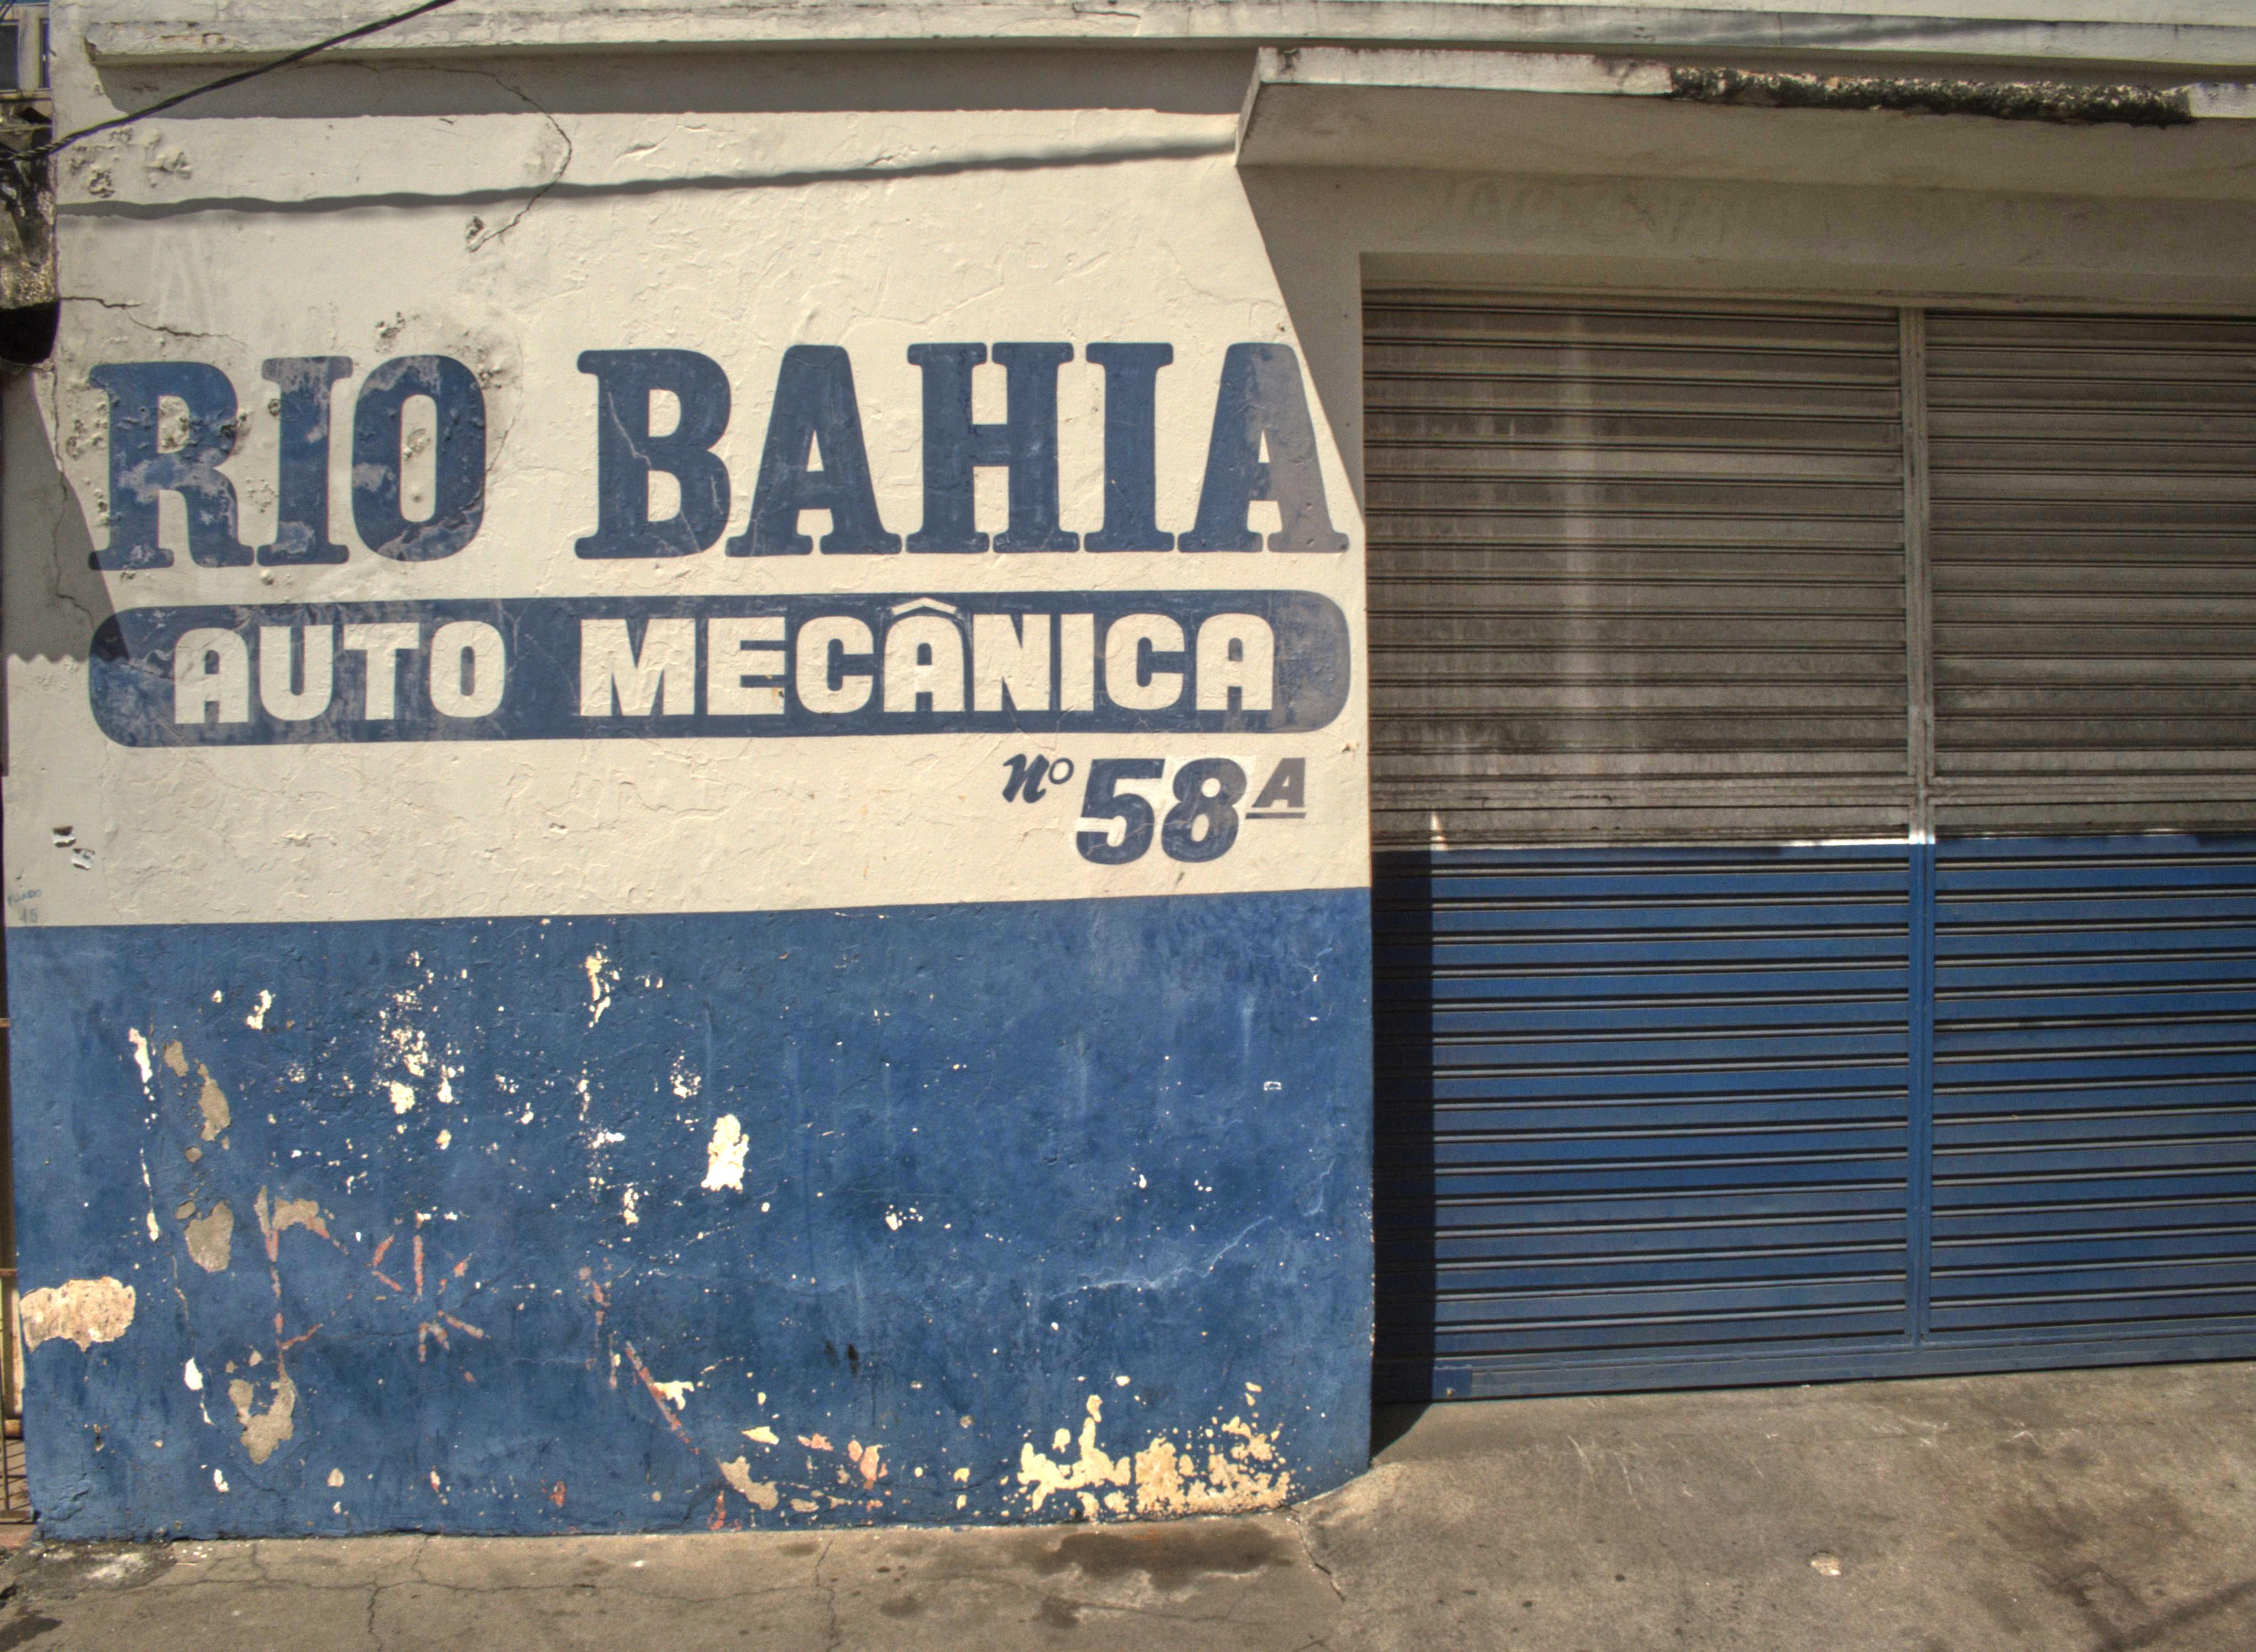 RIO BAHIA
AUTO MECÂNICA
nº 58A